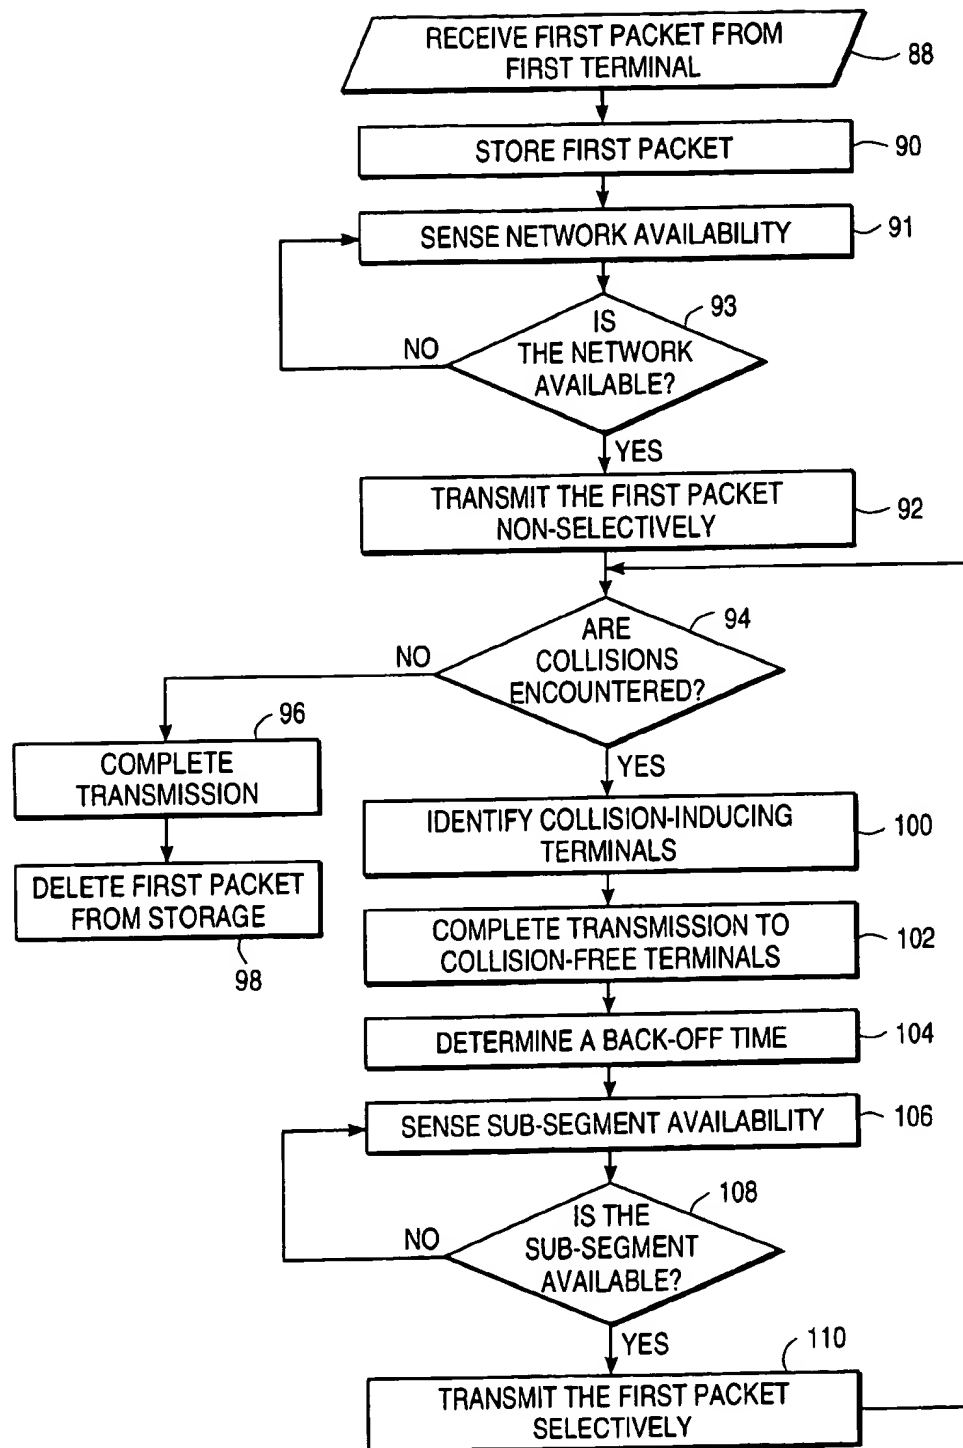 RECEIVE FIRST PACKET FROM
FIRST TERMINAL
88
STORE FIRST PACKET
90
SENSE NETWORK AVAILABILITY
91
IS
THE NETWORK
AVAILABLE?
93
NO
YES
TRANSMIT THE FIRST PACKET
NON-SELECTIVELY
92
ARE
COLLISIONS
ENCOUNTERED?
94
NO
YES
96
COMPLETE
TRANSMISSION
DELETE FIRST PACKET
FROM STORAGE
98
IDENTIFY COLLISION-INDUCING
TERMINALS
100
COMPLETE TRANSMISSION TO
COLLISION-FREE TERMINALS
102
DETERMINE A BACK-OFF TIME
104
SENSE SUB-SEGMENT AVAILABILITY
106
IS THE
SUB-SEGMENT
AVAILABLE?
108
NO
YES
110
TRANSMIT THE FIRST PACKET
SELECTIVELY